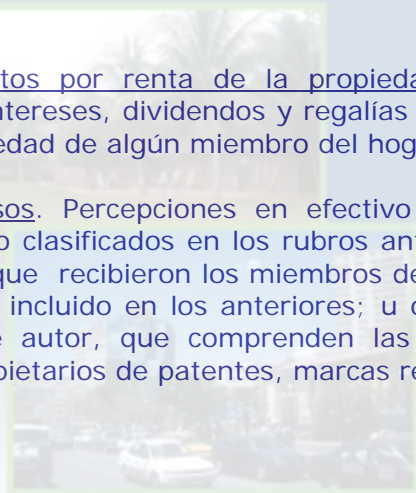 tos por renta de la propieda
ntereses, dividendos y regalías
edad de algún miembro del hog
sos. Percepciones en efectivo
o clasificados en los rubros ant
que recibieron los miembros de
incluido en los anteriores; u o
e autor, que comprenden las
pietarios de patentes, marcas re